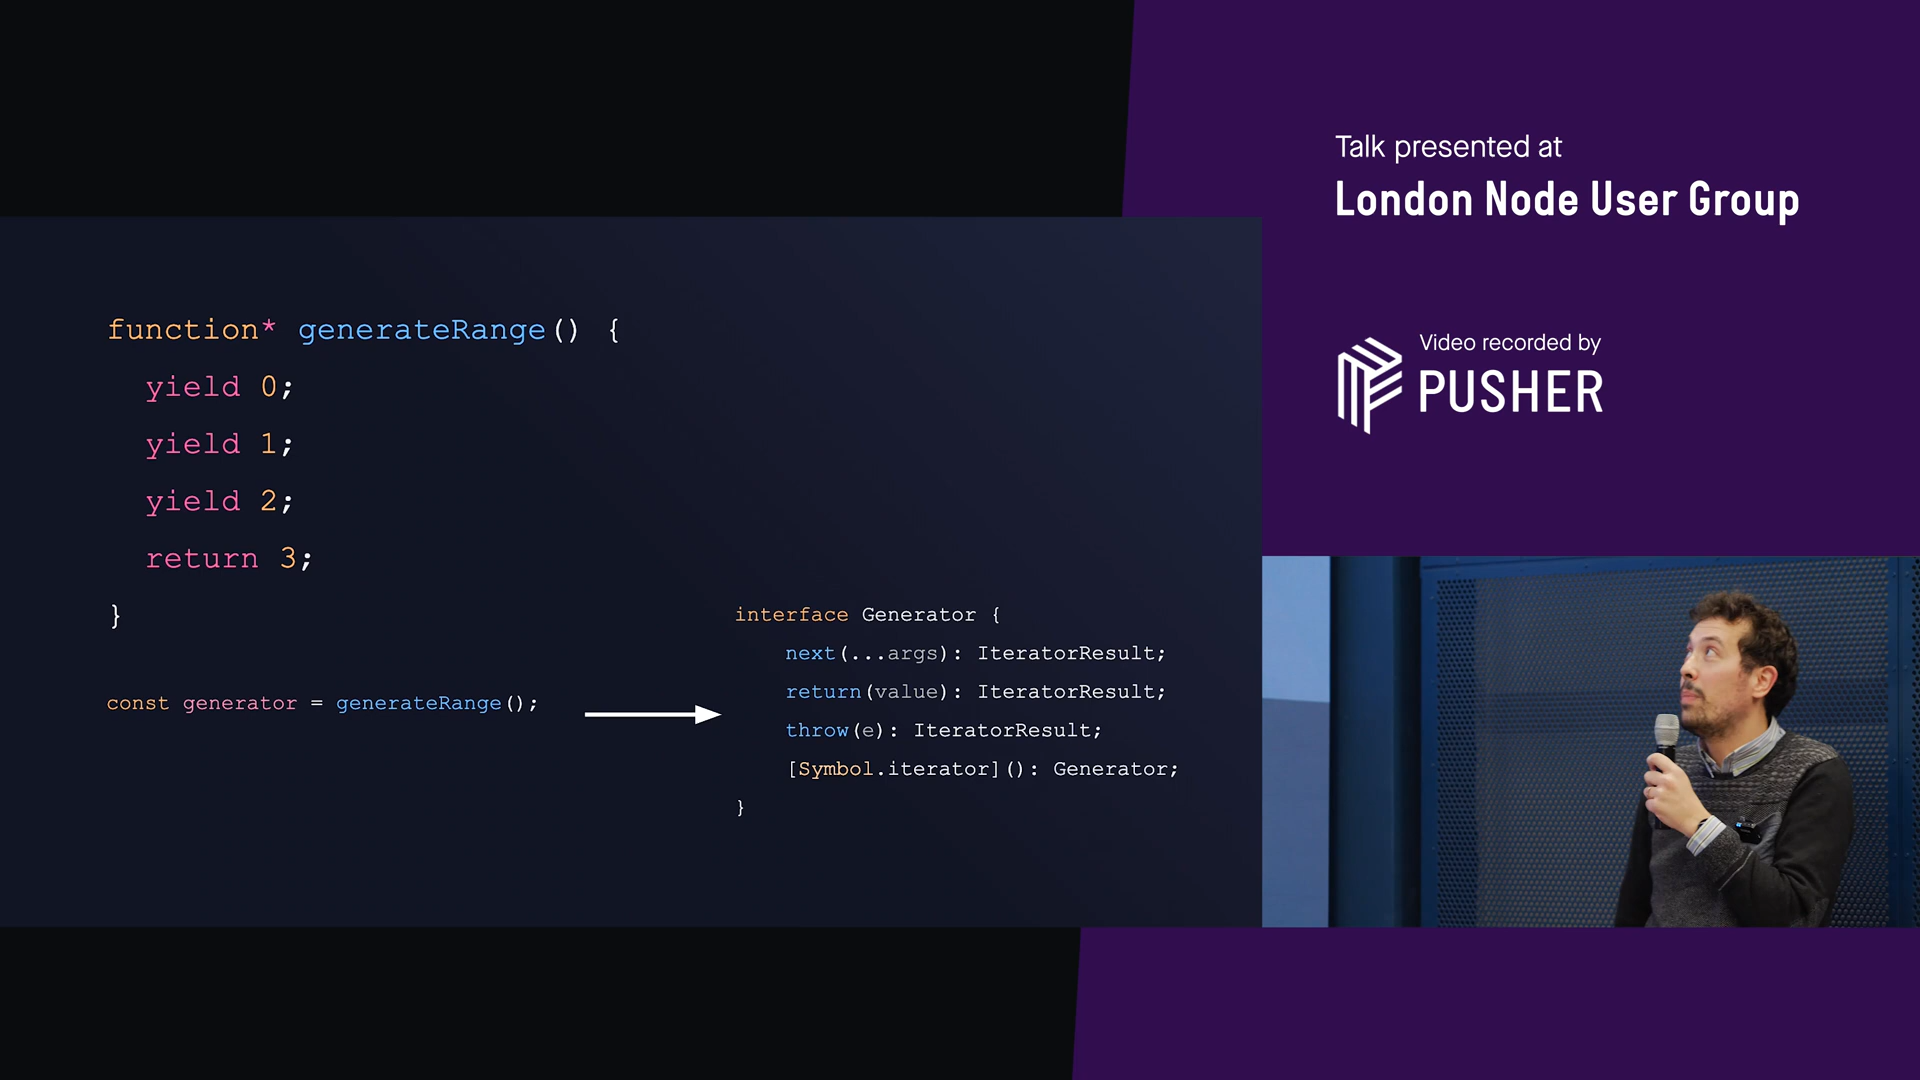 function* generateRange() {
yield 0;
yield 1;
yield 2;
return 3;
}
const generator = generateRange();
interface Generator {
next(...args): IteratorResult;
return(value): IteratorResult;
throw(e): IteratorResult;
[Symbol.iterator](): Generator;
}
Talk presented at
London Node User Group
Video recorded by
PUSHER